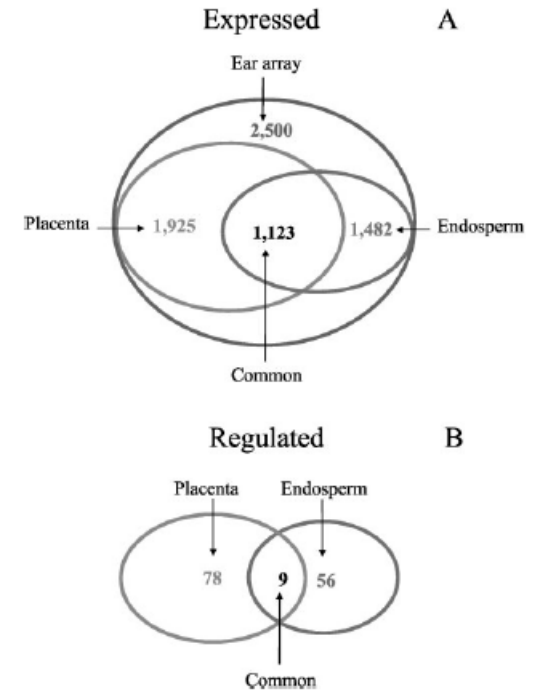 Expressed A
Ear array
2,500
Placenta 1,925 1,123 1,482 Endosperm
Common
Regulated B
Placenta Endosperm
78 9 56
Common